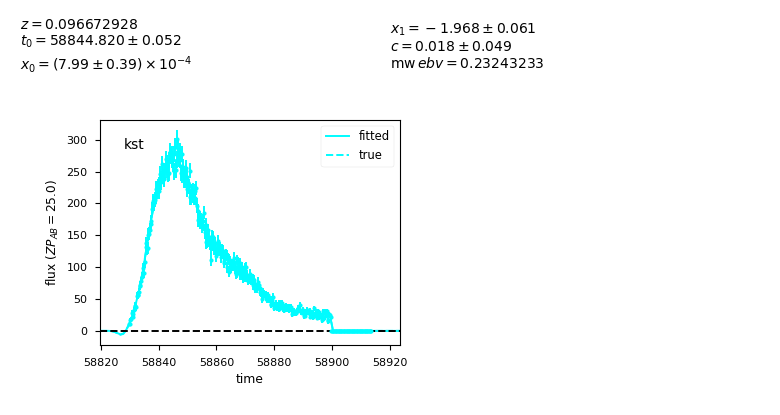 z = 0.096672928
t₀ = 58844.820 ± 0.052
x₀ = (7.99 ± 0.39) × 10⁻⁴
x₁ = −1.968 ± 0.061
c = 0.018 ± 0.049
mw ebv = 0.23243233
kst
fitted
true
300
250
200
150
100
50
0
flux (ZP_AB = 25.0)
58820 58840 58860 58880 58900 58920
time